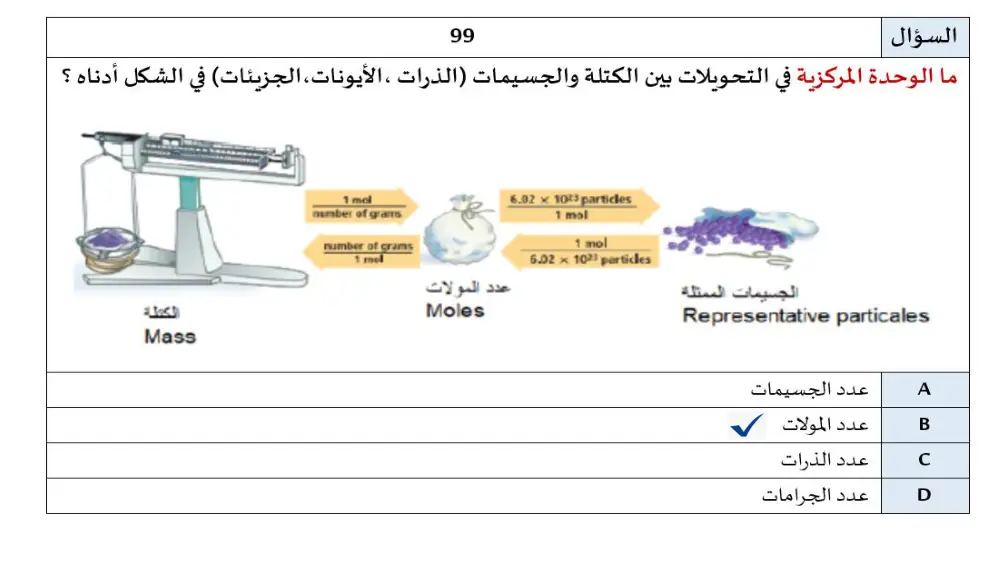 السؤال
99
ما الوحدة المركزية في التحويلات بين الكتلة والجسيمات (الذرات ، الأيونات، الجزيئات) في الشكل أدناه ؟
1 mol
number of grams
6.02 × 10²³ particles
1 mol
number of grams
1 mol
1 mol
6.02 × 10²³ particles
الكتلة
Mass
عدد المولات
Moles
الجسيمات الممثلة
Representative particales
A عدد الجسيمات
B عدد المولات
C عدد الذرات
D عدد الجرامات